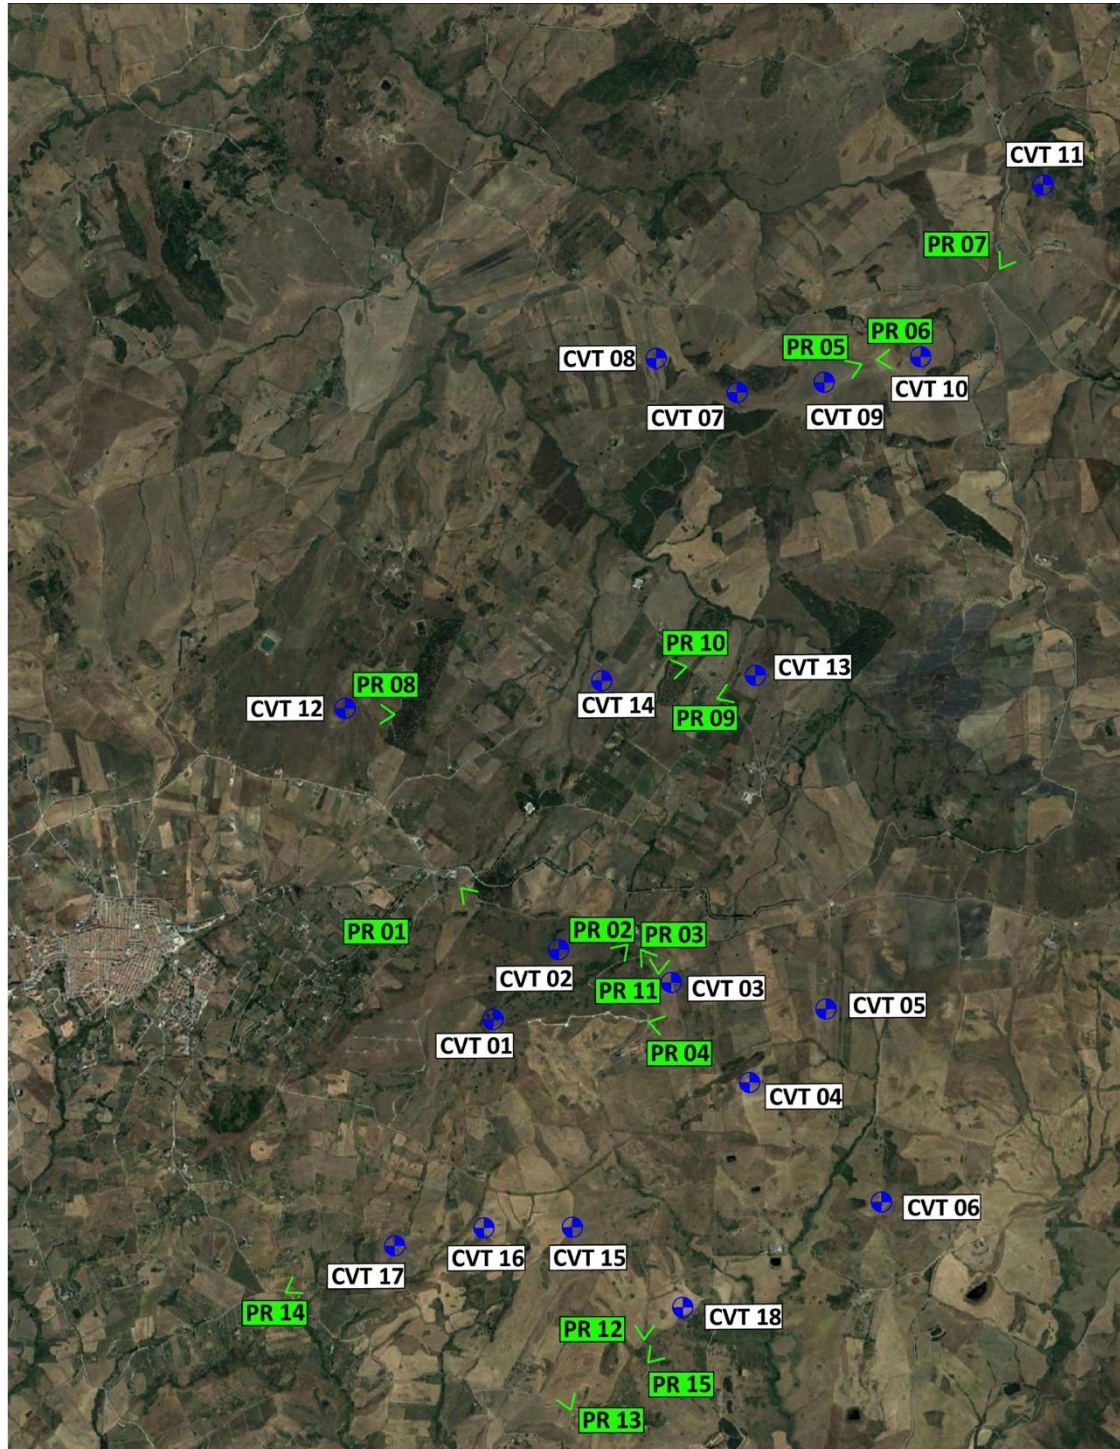 CVT 11
PR 07
PR 06
PR 05
CVT 08
CVT 10
CVT 07
CVT 09
PR 10
CVT 13
PR 08
CVT 14
CVT 12
PR 09
PR 01
PR 02
PR 03
CVT 02
PR 11
CVT 03
CVT 05
CVT 01
PR 04
CVT 04
CVT 06
CVT 16
CVT 15
CVT 17
PR 14
CVT 18
PR 12
PR 15
PR 13